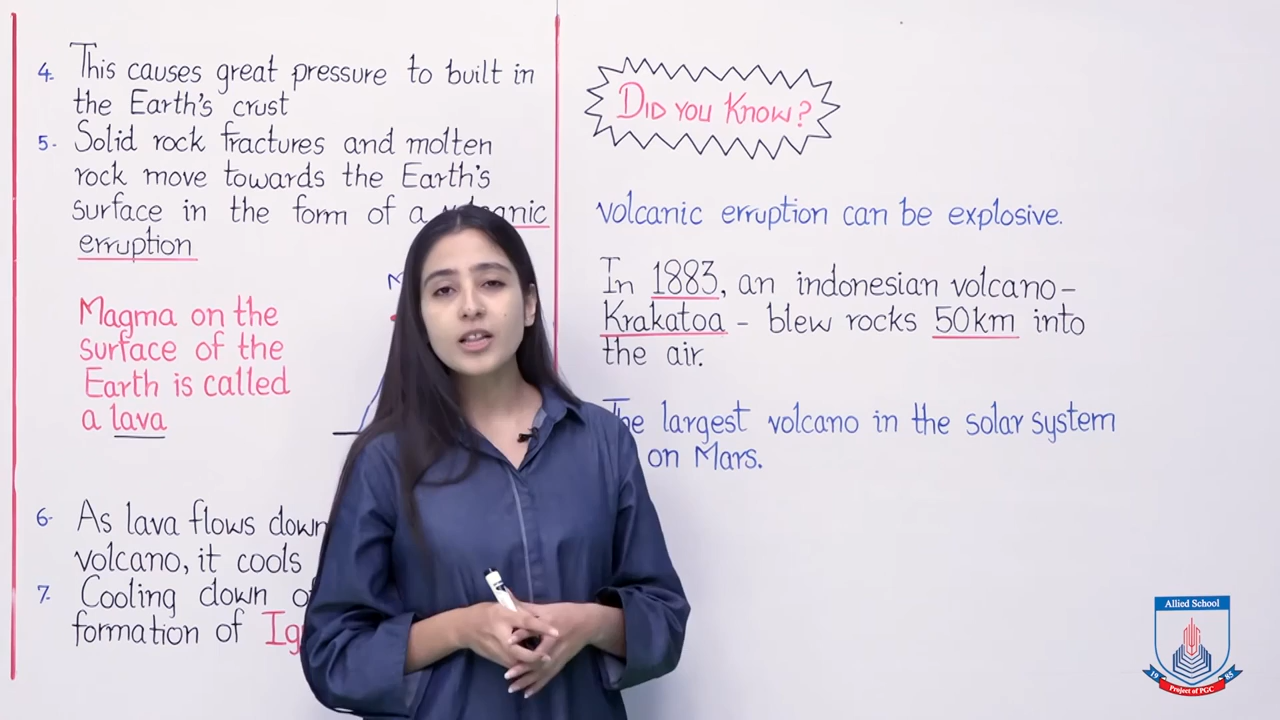 4. This causes great pressure to built in
the Earth's crust
5. Solid rock fractures and molten
rock move towards the Earth's
surface in the form of a
erruption
Magma on the
surface of the
Earth is called
a lava
6. As lava flows down
volcano, it cools
7. Cooling down
formation of
DID YOU KNOW?
volcanic erruption can be explosive.
In 1883, an indonesian volcano-
Krakatoa - blew rocks 50km into
the air.
The largest volcano in the solar system
on Mars.
Allied School
19 85
Project of PGC